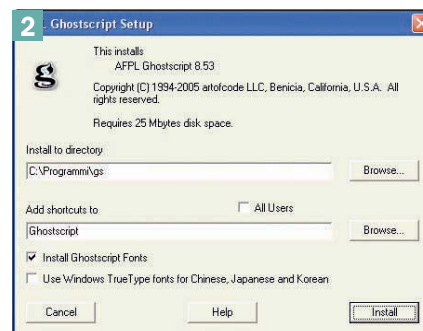 2
L Ghostscript Setup
This installs
AFPL Ghostscript 8.53
Copyright (C) 1994-2005 artofcode LLC, Benicia, California, U.S.A. All
rights reserved.
Requires 25 Mbytes disk space.
Install to directory
C:\Programmi\gs
Browse...
Add shortcuts to
All Users
Ghostscript
Browse...
Install Ghostscript Fonts
Use Windows TrueType fonts for Chinese, Japanese and Korean
Cancel
Help
Install